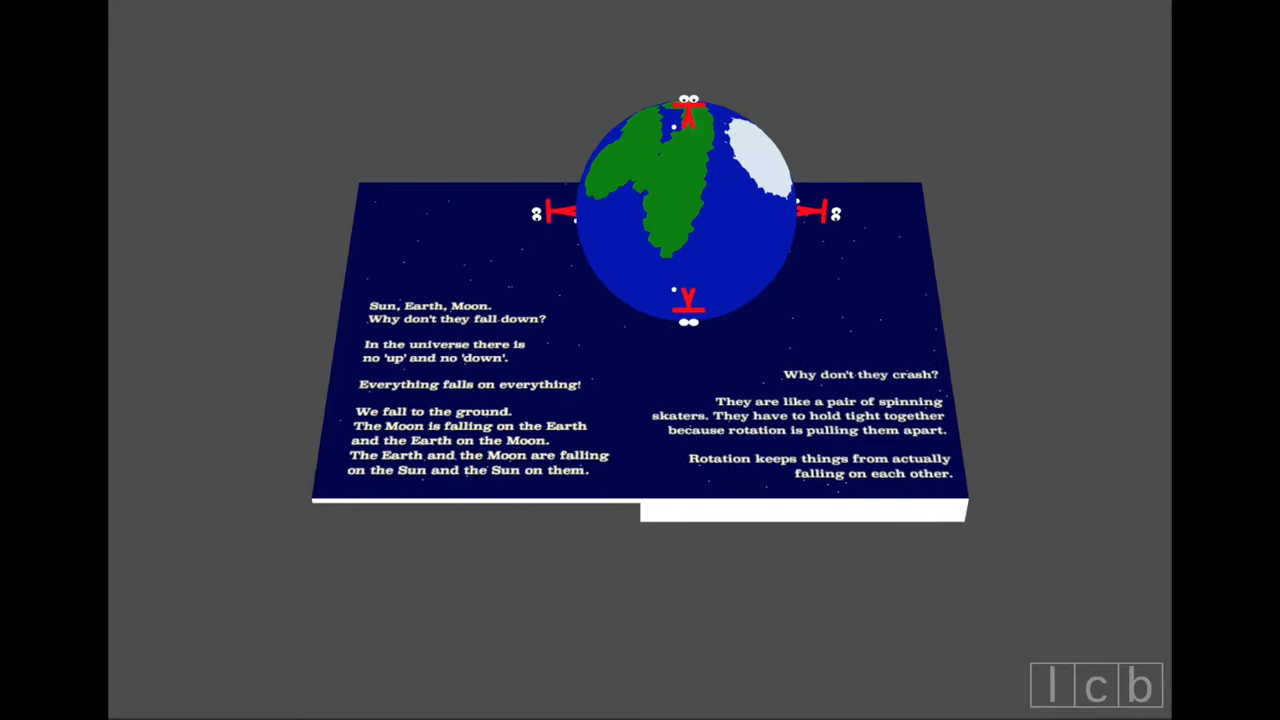 Sun, Earth, Moon.
Why don't they fall down?
In the universe there is
no 'up' and no 'down'.
Everything falls on everything!
We fall to the ground.
The Moon is falling on the Earth
and the Earth on the Moon.
The Earth and the Moon are falling
on the Sun and the Sun on them.
Why don't they crash?
They are like a pair of spinning
skaters. They have to hold tight together
because rotation is pulling them apart.
Rotation keeps things from actually
falling on each other.
lcb